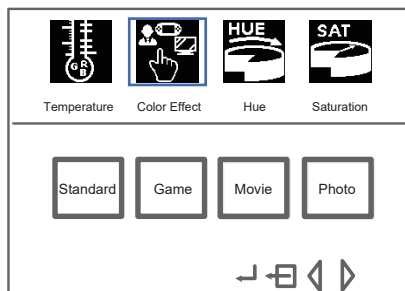 HUE SAT
G R B
Temperature Color Effect Hue Saturation
Standard Game Movie Photo